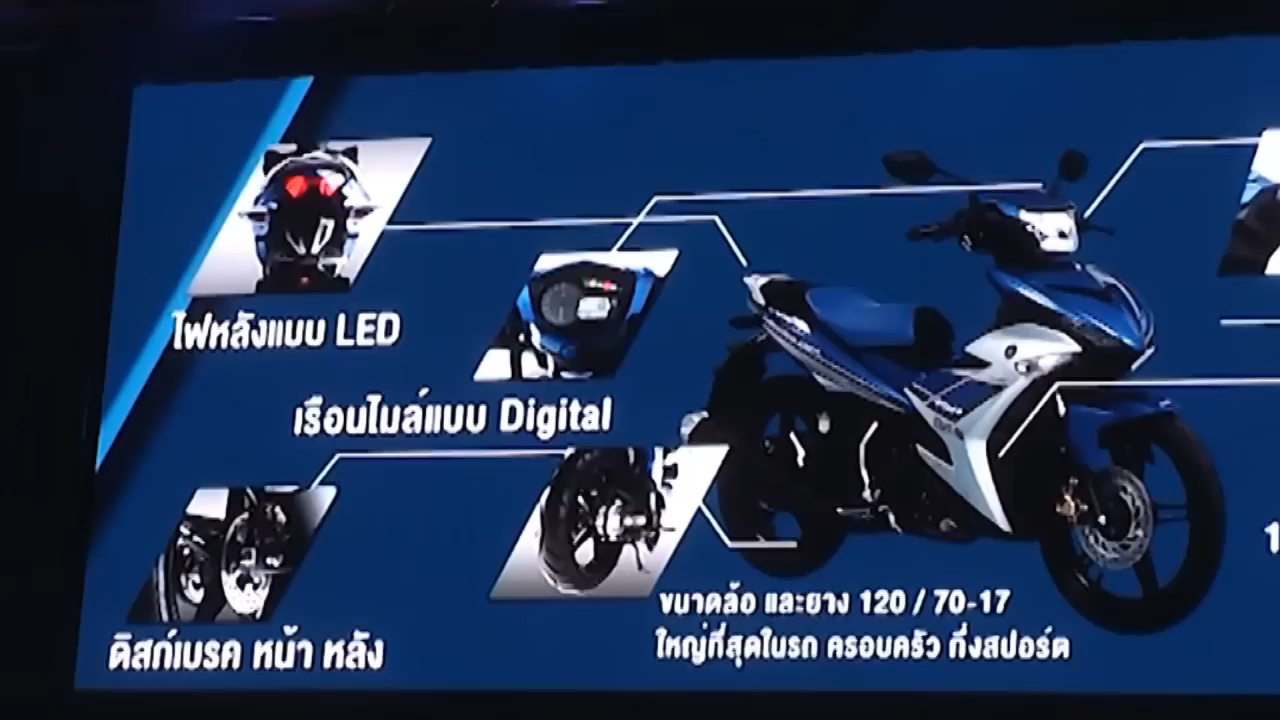 ไฟหลังแบบ LED
เรือนไมล์แบบ Digital
ดิสก์เบรค หน้า หลัง
ขนาดล้อ และยาง 120 / 70-17
ใหญ่ที่สุดในรถ ครอบครัว กึ่งสปอร์ต